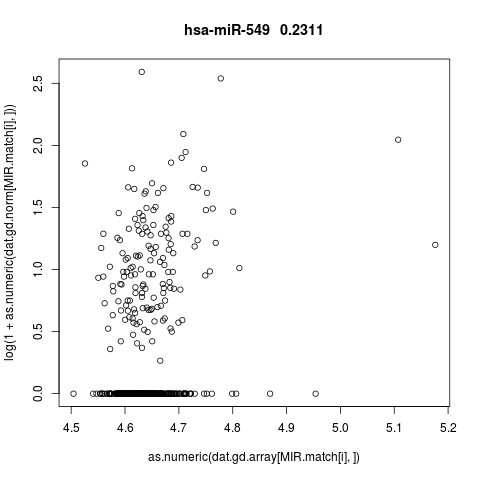 hsa-miR-549 0.2311
log(1 + as.numeric(dat.gd.norm[MIR.match[i], ]))
2.5
2.0
1.5
1.0
0.5
0.0
4.5 4.6 4.7 4.8 4.9 5.0 5.1 5.2
as.numeric(dat.gd.array[MIR.match[i], ])